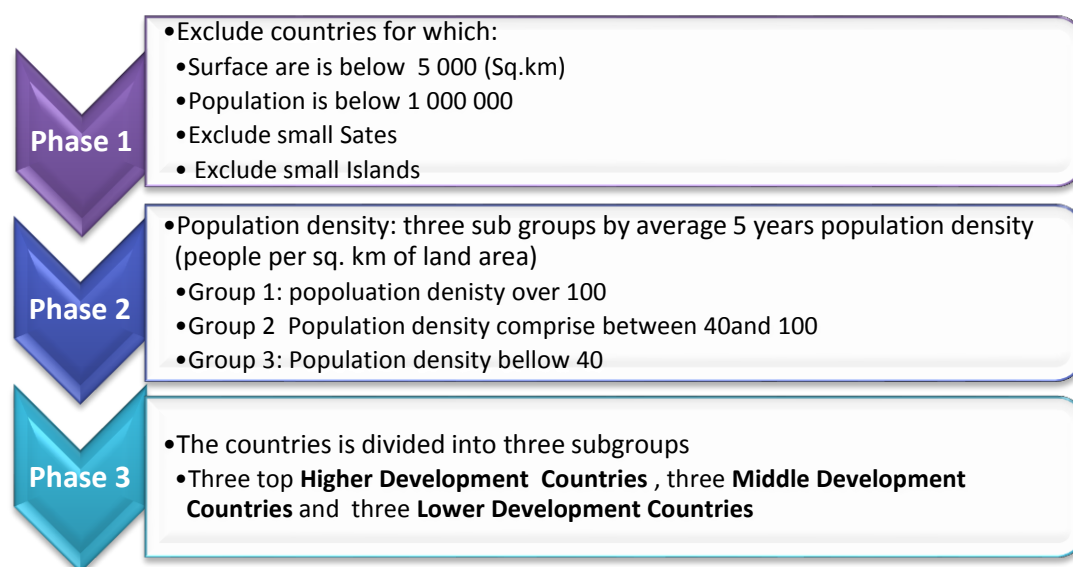 Phase 1
•Exclude countries for which:
•Surface are is below 5 000 (Sq.km)
•Population is below 1 000 000
•Exclude small Sates
• Exclude small Islands
Phase 2
•Population density: three sub groups by average 5 years population density
(people per sq. km of land area)
•Group 1: popoluation denisty over 100
•Group 2 Population density comprise between 40and 100
•Group 3: Population density bellow 40
Phase 3
•The countries is divided into three subgroups
•Three top Higher Development Countries , three Middle Development
Countries and three Lower Development Countries